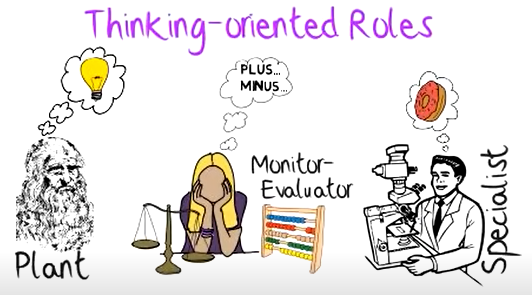 Thinking-oriented Roles
PLUS...
MINUS...
Monitor-
Evaluator
Plant
Specialist